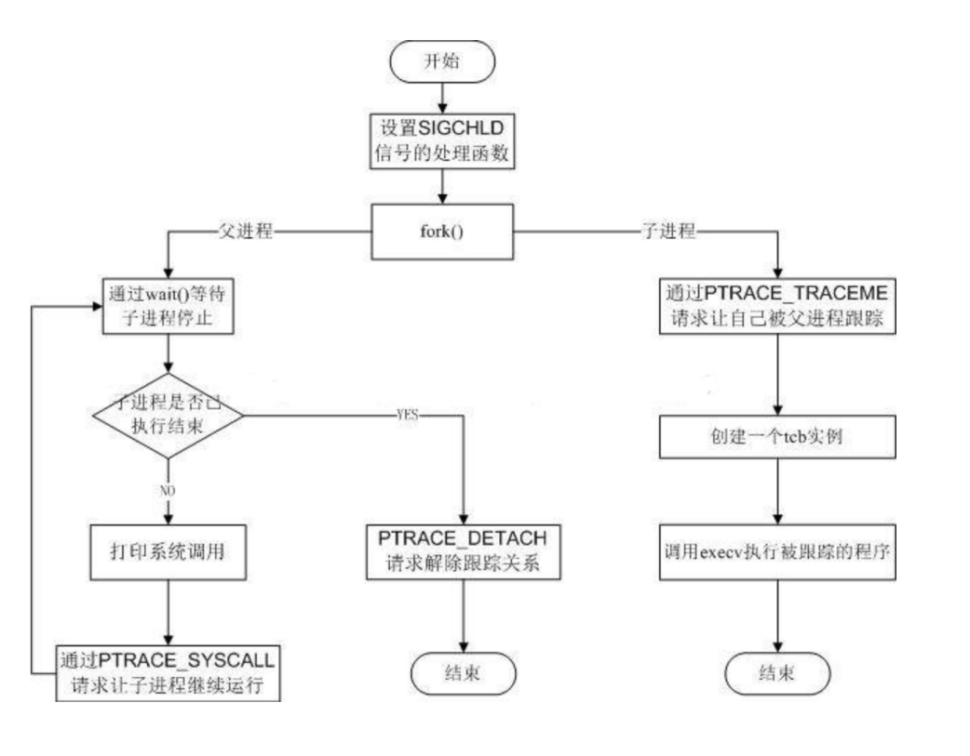 开始
设置SIGCHLD
信号的处理函数
父进程
fork()
子进程
通过wait()等待
子进程停止
通过PTRACE_TRACEME
请求让自己被父进程跟踪
子进程是否已
执行结束
YES
创建一个tcb实例
NO
打印系统调用
PTRACE_DETACH
请求解除跟踪关系
调用execv执行被跟踪的程序
通过PTRACE_SYSCALL
请求让子进程继续运行
结束
结束